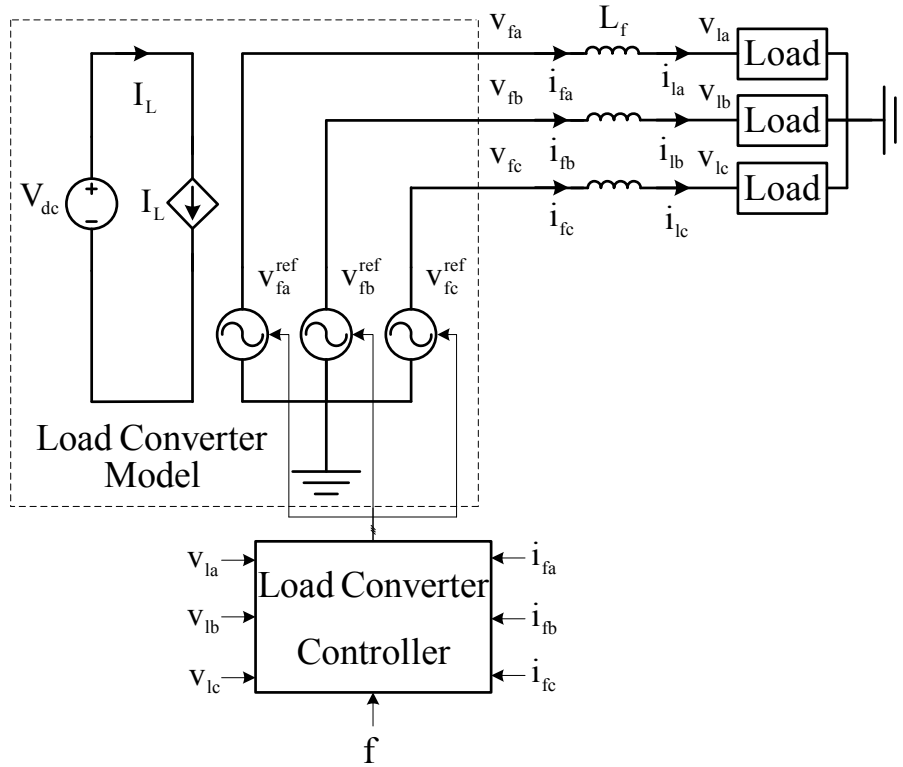 v_fa
L_f
v_la
Load
I_L
i_fa
i_la
v_fb
v_lb
Load
v_fc
i_fb
i_lb
v_lc
Load
V_dc
+
−
I_L
i_fc
i_lc
v_fa^ref
v_fb^ref
v_fc^ref
Load Converter
Model
v_la
v_lb
v_lc
Load Converter
Controller
i_fa
i_fb
i_fc
f